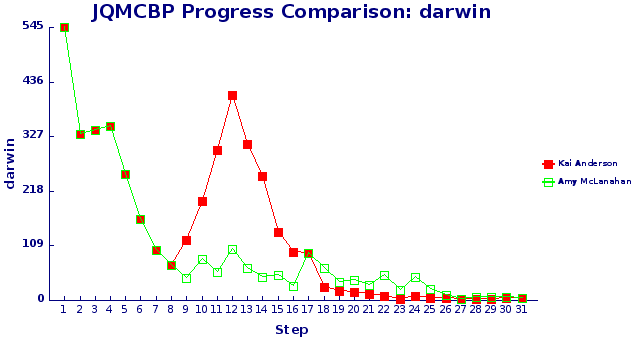 JQMCBP Progress Comparison: darwin
545
436
327
218
109
0
darwin
1 2 3 4 5 6 7 8 9 10 11 12 13 14 15 16 17 18 19 20 21 22 23 24 25 26 27 28 29 30 31
Step
Kai Anderson
Amy McLanahan